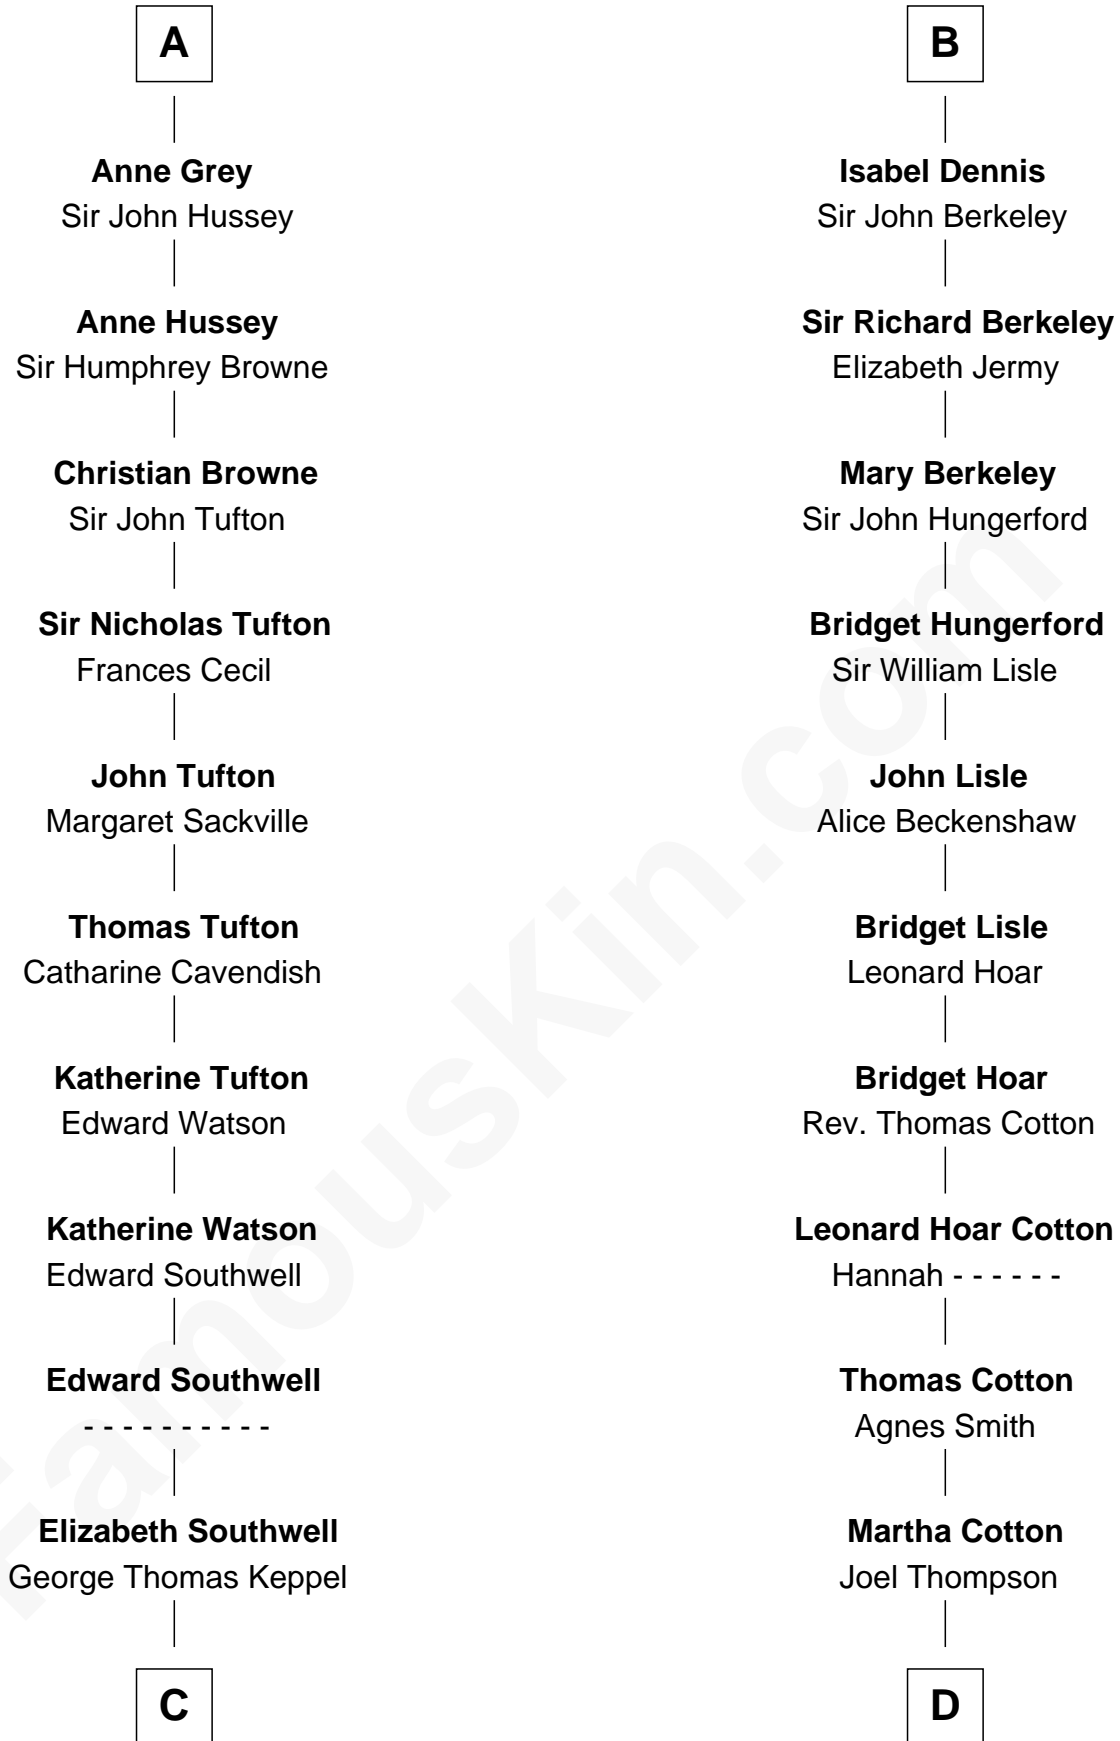 A
Anne Grey
Sir John Hussey
Anne Hussey
Sir Humphrey Browne
Christian Browne
Sir John Tufton
Sir Nicholas Tufton
Frances Cecil
John Tufton
Margaret Sackville
Thomas Tufton
Catharine Cavendish
Katherine Tufton
Edward Watson
Katherine Watson
Edward Southwell
Edward Southwell
- - - - - - - - - -
Elizabeth Southwell
George Thomas Keppel
C
B
Isabel Dennis
Sir John Berkeley
Sir Richard Berkeley
Elizabeth Jermy
Mary Berkeley
Sir John Hungerford
Bridget Hungerford
Sir William Lisle
John Lisle
Alice Beckenshaw
Bridget Lisle
Leonard Hoar
Bridget Hoar
Rev. Thomas Cotton
Leonard Hoar Cotton
Hannah - - - - - -
Thomas Cotton
Agnes Smith
Martha Cotton
Joel Thompson
D
FamousKin.com